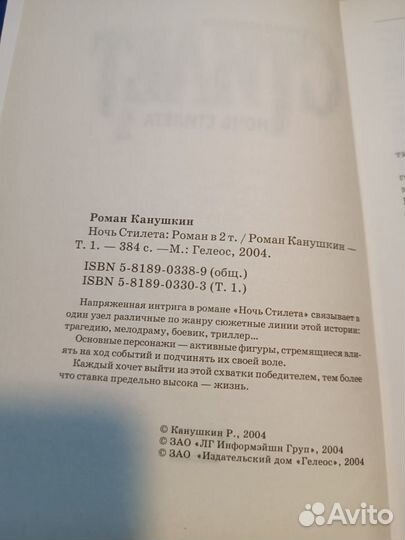 НОЧЬ СТИЛЕТА
Роман Канушкин
Ночь Стилета: Роман в 2 т. / Роман Канушкин —
Т. 1. — 384 с. —М.: Гелеос, 2004.
ISBN 5-8189-0338-9 (общ.)
ISBN 5-8189-0330-3 (Т. 1.)
Напряженная интрига в романе «Ночь Стилета» связывает в
один узел различные по жанру сюжетные линии этой истории:
трагедию, мелодраму, боевик, триллер...
Основные персонажи — активные фигуры, стремящиеся вли-
ять на ход событий и подчинять их своей воле.
Каждый хочет выйти из этой схватки победителем, тем более
что ставка предельно высока — жизнь.
© Канушкин Р., 2004
© ЗАО «ЛГ Информэйшн Груп», 2004
© ЗАО «Издательский дом «Гелеос», 2004
Avito